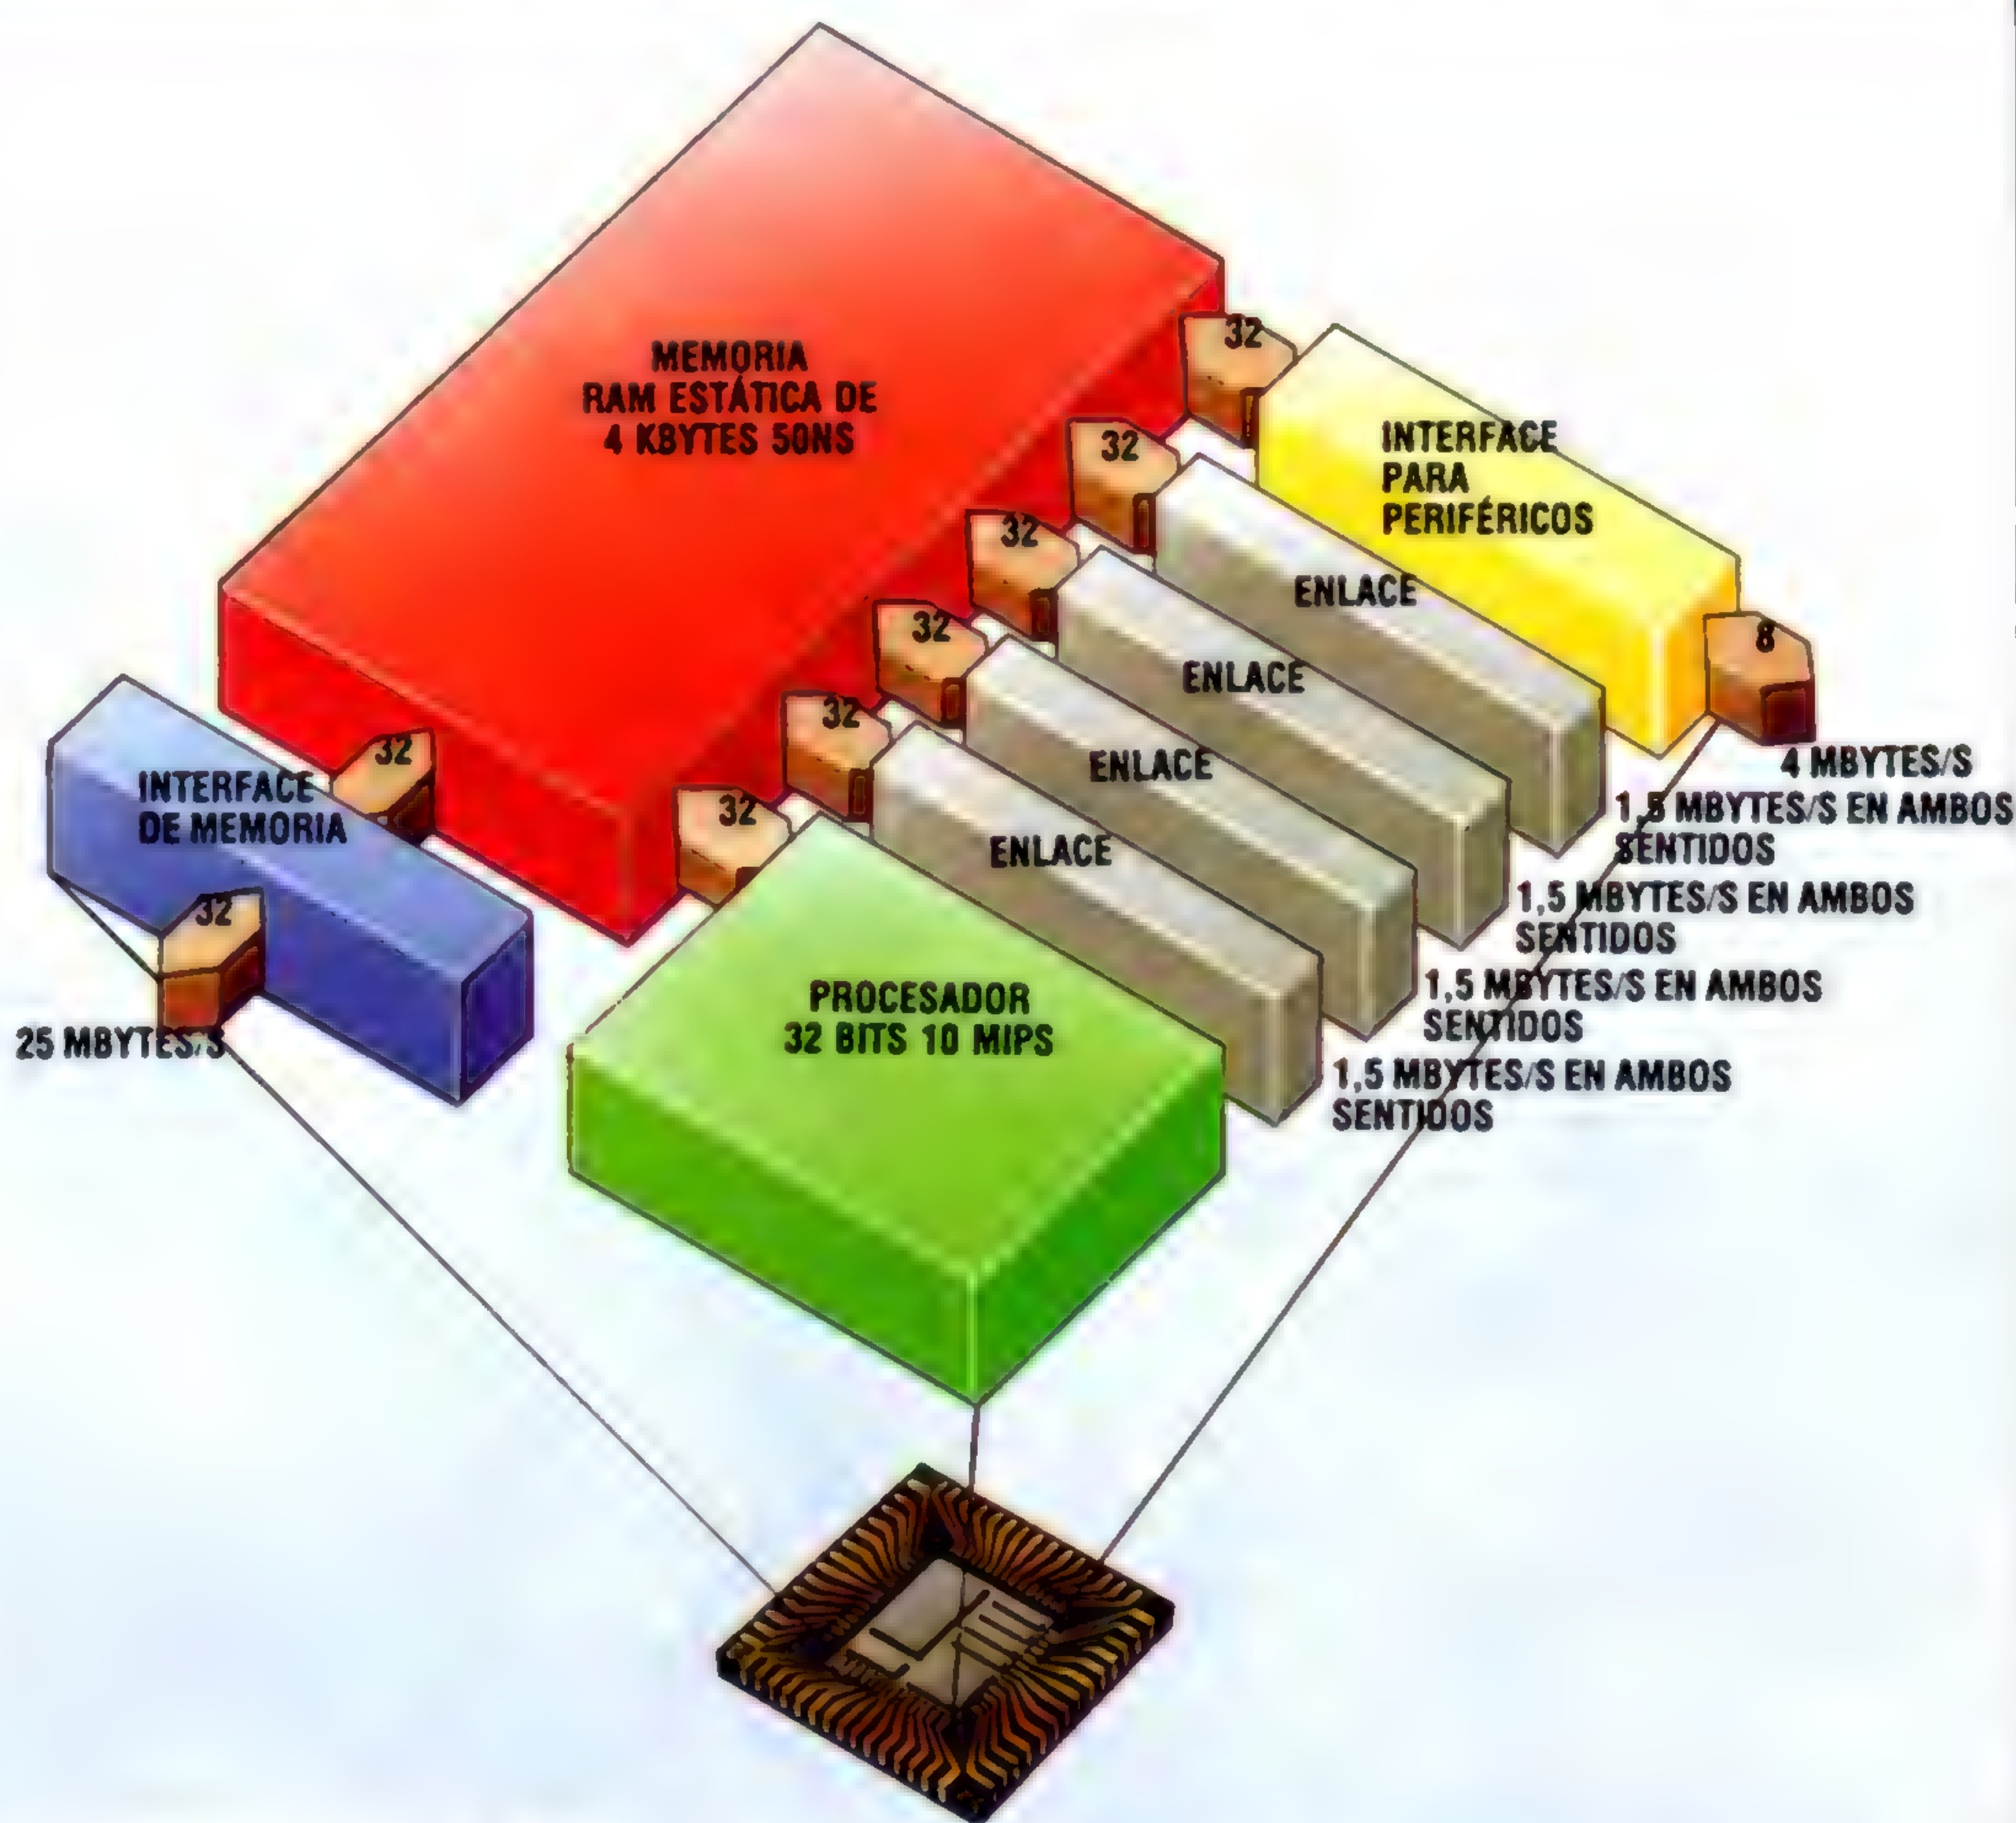 32
MEMORIA
RAM ESTÁTICA DE
4 KBYTES 50NS
32
INTERFACE
PARA
PERIFÉRICOS
32
ENLACE
32
8
ENLACE
32
32
4 MBYTES/S
INTERFACE
DE MEMORIA
ENLACE
1,5 MBYTES/S EN AMBOS
SENTIDOS
32
ENLACE
32
1,5 MBYTES/S EN AMBOS
SENTIDOS
PROCESADOR
32 BITS 10 MIPS
1,5 MBYTES/S EN AMBOS
SENTIDOS
25 MBYTES/S
1,5 MBYTES/S EN AMBOS
SENTIDOS